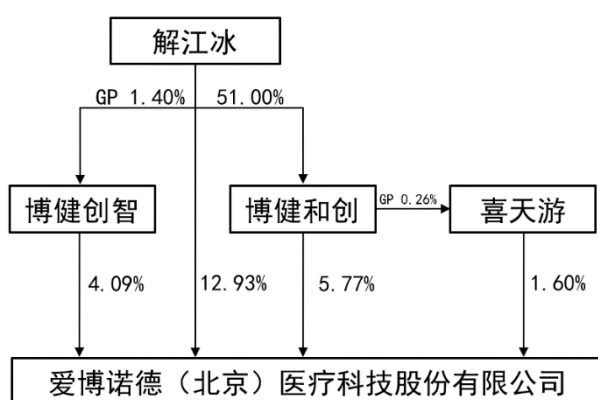 解江冰
GP 1.40%
51.00%
博健创智
博健和创
GP 0.26%
喜天游
4.09%
12.93%
5.77%
1.60%
爱博诺德（北京）医疗科技股份有限公司